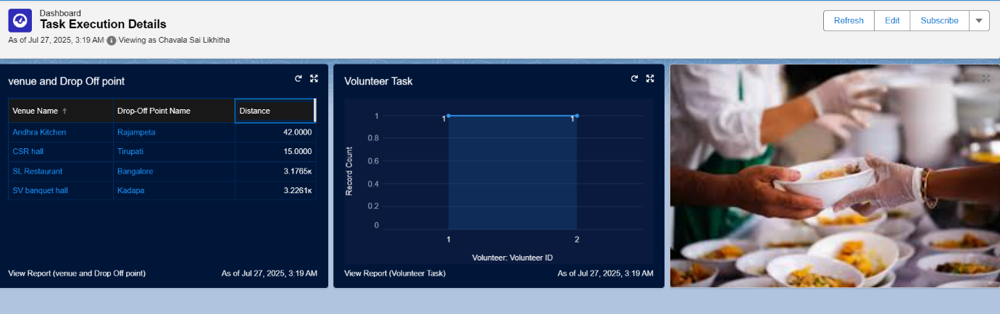 Dashboard
Task Execution Details
As of Jul 27, 2025, 3:19 AM Viewing as Chavala Sai Likhitha
Refresh Edit Subscribe
venue and Drop Off point
Venue Name ↑ Drop-Off Point Name Distance
Andhra Kitchen Rajampeta 42.0000
CSR hall Tirupati 15.0000
SL Restaurant Bangalore 3.1765ĸ
SV banquet hall Kadapa 3.2261ĸ
View Report (venue and Drop Off point) As of Jul 27, 2025, 3:19 AM
Volunteer Task
Record Count
1
0.8
0.6
0.4
0.2
0
1 1
1 2
Volunteer: Volunteer ID
View Report (Volunteer Task) As of Jul 27, 2025, 3:19 AM